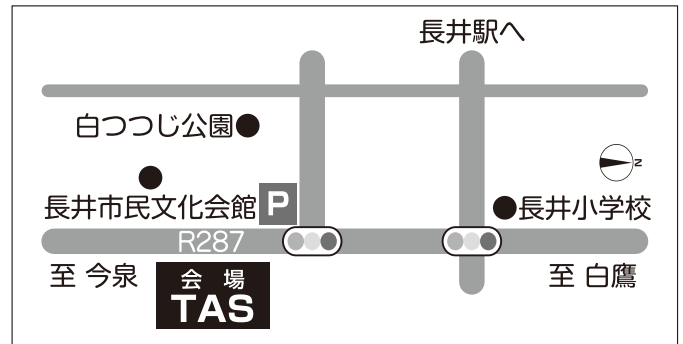 長井駅へ
白つつじ公園
N
長井市民文化会館
P
長井小学校
R287
至 今泉
会 場
TAS
至 白鷹